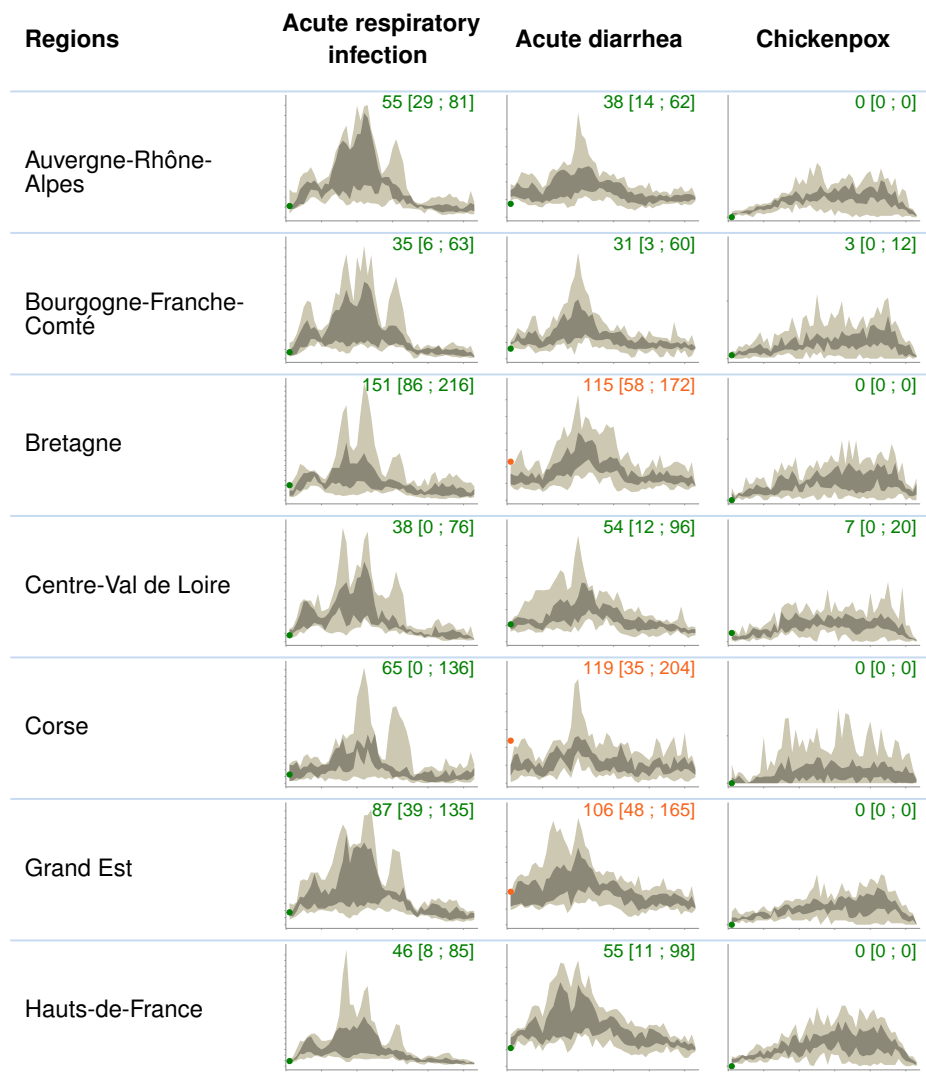 Regions
Acute respiratory
infection
Acute diarrhea
Chickenpox
Auvergne-Rhône-
Alpes
55 [29 ; 81]
38 [14 ; 62]
0 [0 ; 0]
Bourgogne-Franche-
Comté
35 [6 ; 63]
31 [3 ; 60]
3 [0 ; 12]
Bretagne
151 [86 ; 216]
115 [58 ; 172]
0 [0 ; 0]
Centre-Val de Loire
38 [0 ; 76]
54 [12 ; 96]
7 [0 ; 20]
Corse
65 [0 ; 136]
119 [35 ; 204]
0 [0 ; 0]
Grand Est
87 [39 ; 135]
106 [48 ; 165]
0 [0 ; 0]
Hauts-de-France
46 [8 ; 85]
55 [11 ; 98]
0 [0 ; 0]